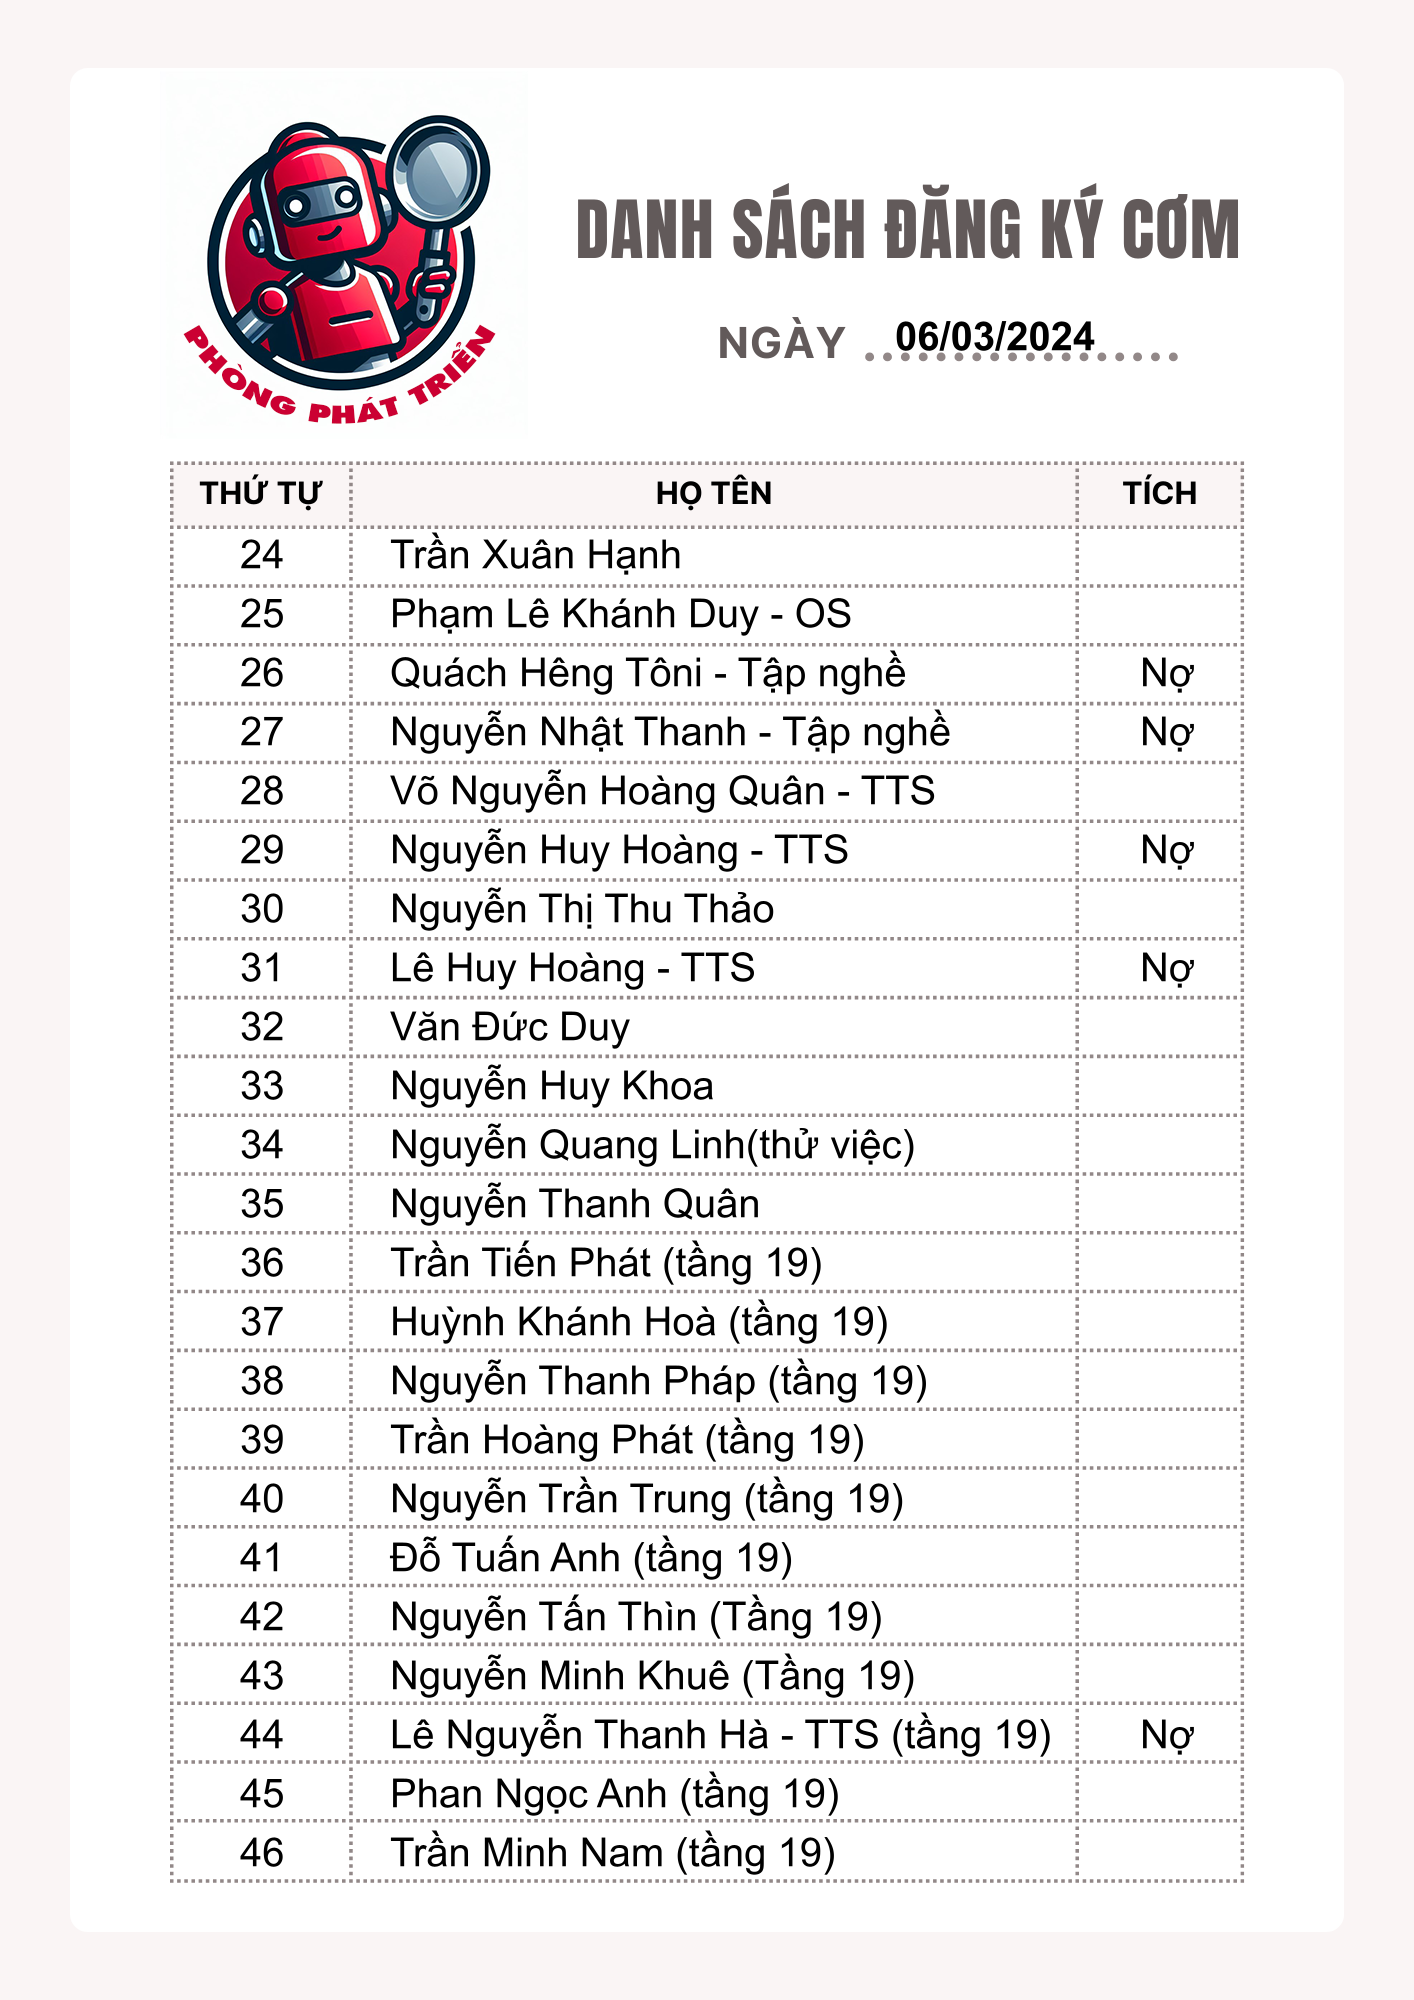 PHÒNG PHÁT TRIỂN
DANH SÁCH ĐĂNG KÝ CƠM
NGÀY 06/03/2024
THỨ TỰ HỌ TÊN TÍCH
24 Trần Xuân Hạnh
25 Phạm Lê Khánh Duy - OS
26 Quách Hêng Tôni - Tập nghề Nợ
27 Nguyễn Nhật Thanh - Tập nghề Nợ
28 Võ Nguyễn Hoàng Quân - TTS
29 Nguyễn Huy Hoàng - TTS Nợ
30 Nguyễn Thị Thu Thảo
31 Lê Huy Hoàng - TTS Nợ
32 Văn Đức Duy
33 Nguyễn Huy Khoa
34 Nguyễn Quang Linh(thử việc)
35 Nguyễn Thanh Quân
36 Trần Tiến Phát (tầng 19)
37 Huỳnh Khánh Hoà (tầng 19)
38 Nguyễn Thanh Pháp (tầng 19)
39 Trần Hoàng Phát (tầng 19)
40 Nguyễn Trần Trung (tầng 19)
41 Đỗ Tuấn Anh (tầng 19)
42 Nguyễn Tấn Thìn (Tầng 19)
43 Nguyễn Minh Khuê (Tầng 19)
44 Lê Nguyễn Thanh Hà - TTS (tầng 19) Nợ
45 Phan Ngọc Anh (tầng 19)
46 Trần Minh Nam (tầng 19)